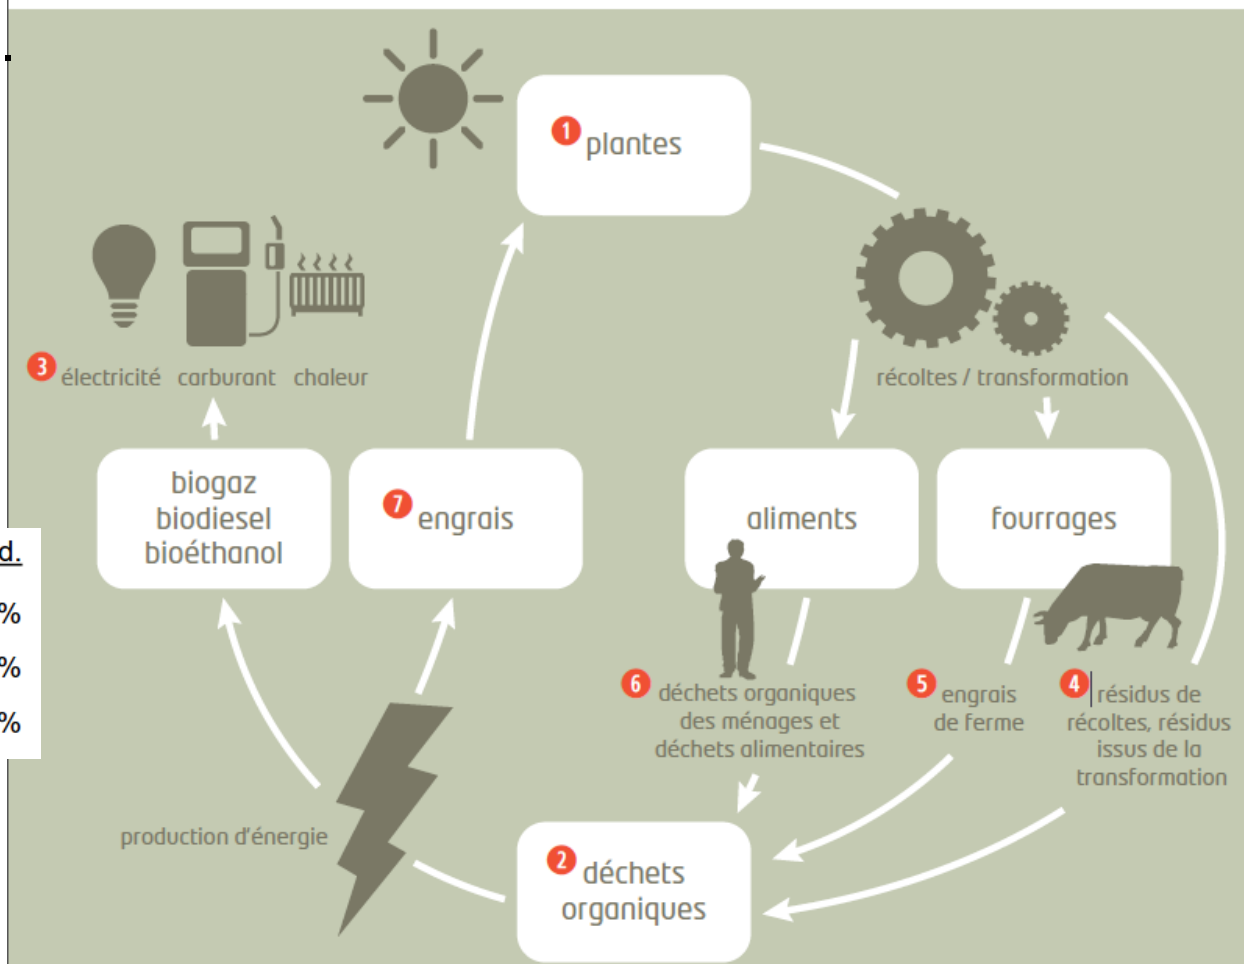 1 plantes
3 électricité carburant chaleur
récoltes / transformation
biogaz
biodiesel
bioéthanol
7 engrais
aliments
fourrages
d.
%
%
%
6 déchets organiques
des ménages et
déchets alimentaires
5 engrais
de ferme
4 résidus de
récoltes, résidus
issus de la
transformation
production d'énergie
2 déchets
organiques